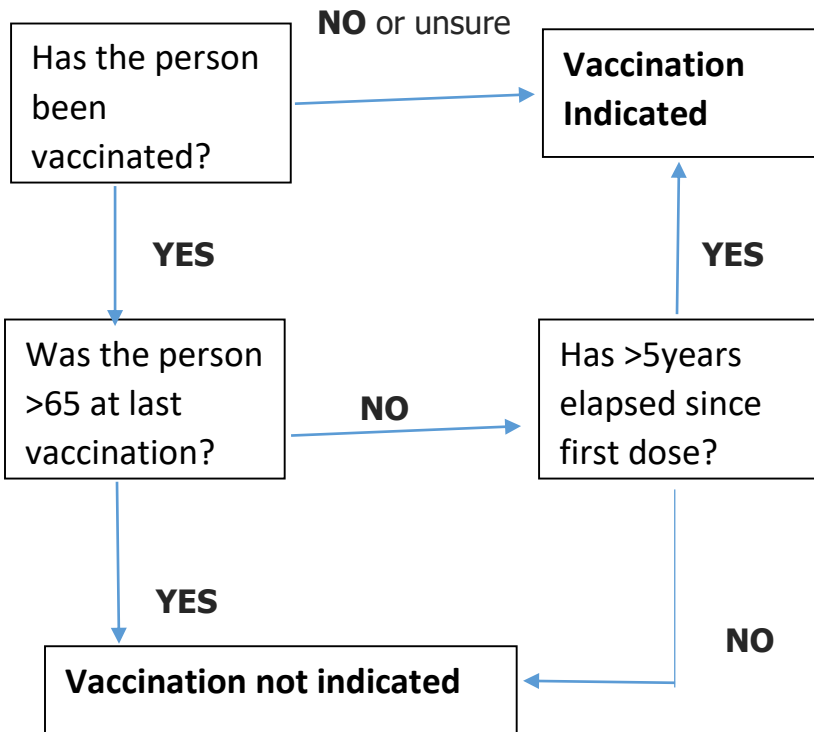 NO or unsure
Has the person
been
vaccinated?
Vaccination
Indicated
YES
YES
Was the person
>65 at last
vaccination?
NO
Has >5years
elapsed since
first dose?
YES
NO
Vaccination not indicated